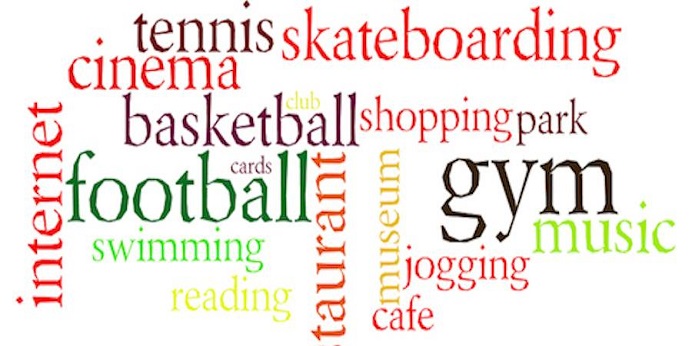 tennis
skateboarding
cinema
club
basketball
shopping
park
internet
football
cards
gym
museum
music
swimming
jogging
reading
taurant
cafe